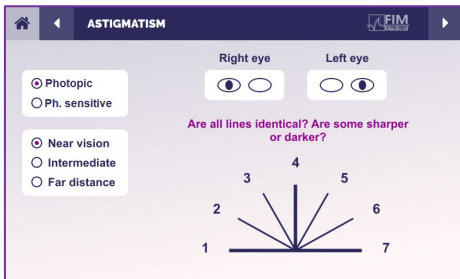 ASTIGMATISM
FIM
Medical
Right eye
Left eye
Photopic
Ph. sensitive
Near vision
Intermediate
Far distance
Are all lines identical? Are some sharper
or darker?
4
3
5
2
6
1
7